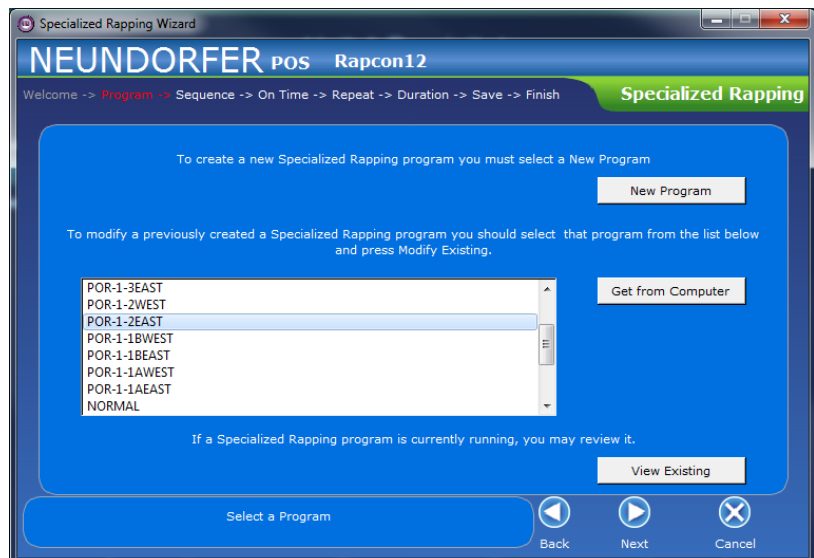 Specialized Rapping Wizard
NEUNDORFER POS Rapcon12
Welcome -> Program -> Sequence -> On Time -> Repeat -> Duration -> Save -> Finish
Specialized Rapping
To create a new Specialized Rapping program you must select a New Program
New Program
To modify a previously created a Specialized Rapping program you should select that program from the list below
and press Modify Existing.
POR-1-3EAST
POR-1-2WEST
POR-1-2EAST
POR-1-1BWEST
POR-1-1BEAST
POR-1-1AWEST
POR-1-1AEAST
NORMAL
Get from Computer
If a Specialized Rapping program is currently running, you may review it.
View Existing
Select a Program
Back
Next
Cancel